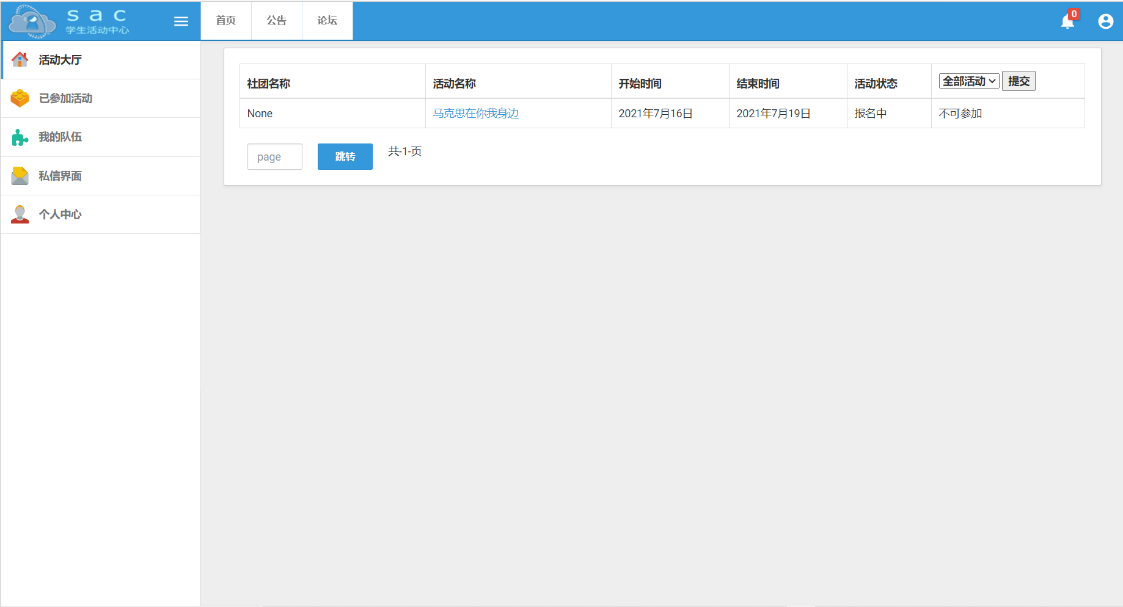 s a c
学生活动中心
首页 公告 论坛
0
活动大厅
已参加活动
我的队伍
私信界面
个人中心
社团名称 活动名称 开始时间 结束时间 活动状态 全部活动 提交
None 马克思在你我身边 2021年7月16日 2021年7月19日 报名中 不可参加
page 跳转 共-1-页